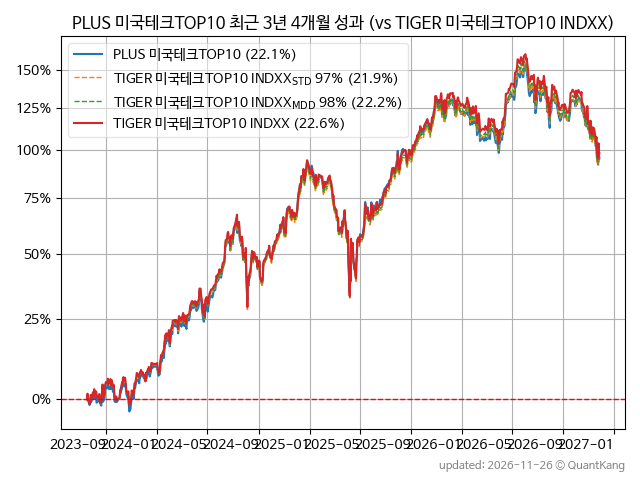 PLUS 미국테크TOP10 최근 3년 4개월 성과 (vs TIGER 미국테크TOP10 INDXX)
PLUS 미국테크TOP10 (22.1%)
TIGER 미국테크TOP10 INDXX_STD 97% (21.9%)
TIGER 미국테크TOP10 INDXX_MDD 98% (22.2%)
TIGER 미국테크TOP10 INDXX (22.6%)
150%
125%
100%
75%
50%
25%
0%
2023-09 2024-01 2024-05 2024-09 2025-01 2025-05 2025-09 2026-01 2026-05 2026-09 2027-01
updated: 2026-11-26 © QuantKang